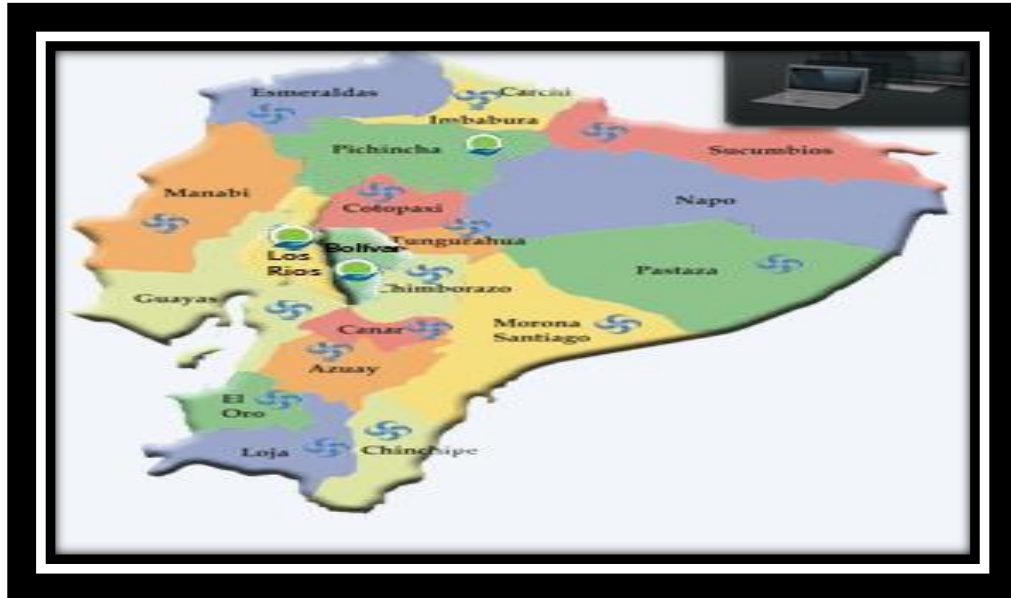 Esmeraldas
Carchi
Imbabura
Pichincha
Sucumbios
Manabi
Cotopaxi
Napo
Bolivar
Tungurahua
Los
Rios
Pastaza
Chimborazo
Guayas
Canar
Morona
Santiago
Azuay
El
Oro
Loja
Chinchipe